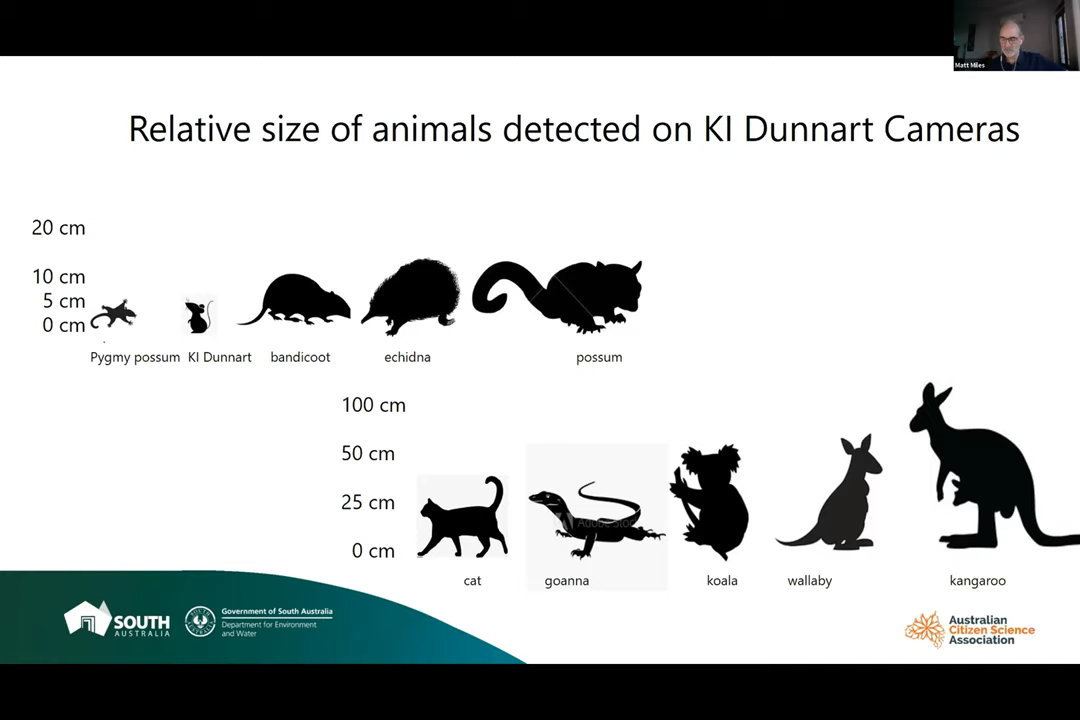 Matt Miles
Relative size of animals detected on KI Dunnart Cameras
20 cm
10 cm
5 cm
0 cm
Pygmy possum
KI Dunnart
bandicoot
echidna
possum
100 cm
50 cm
25 cm
0 cm
Adobe Stock
cat
goanna
koala
wallaby
kangaroo
SOUTH
AUSTRALIA
Government of South Australia
Department for Environment
and Water
Australian
Citizen Science
Association